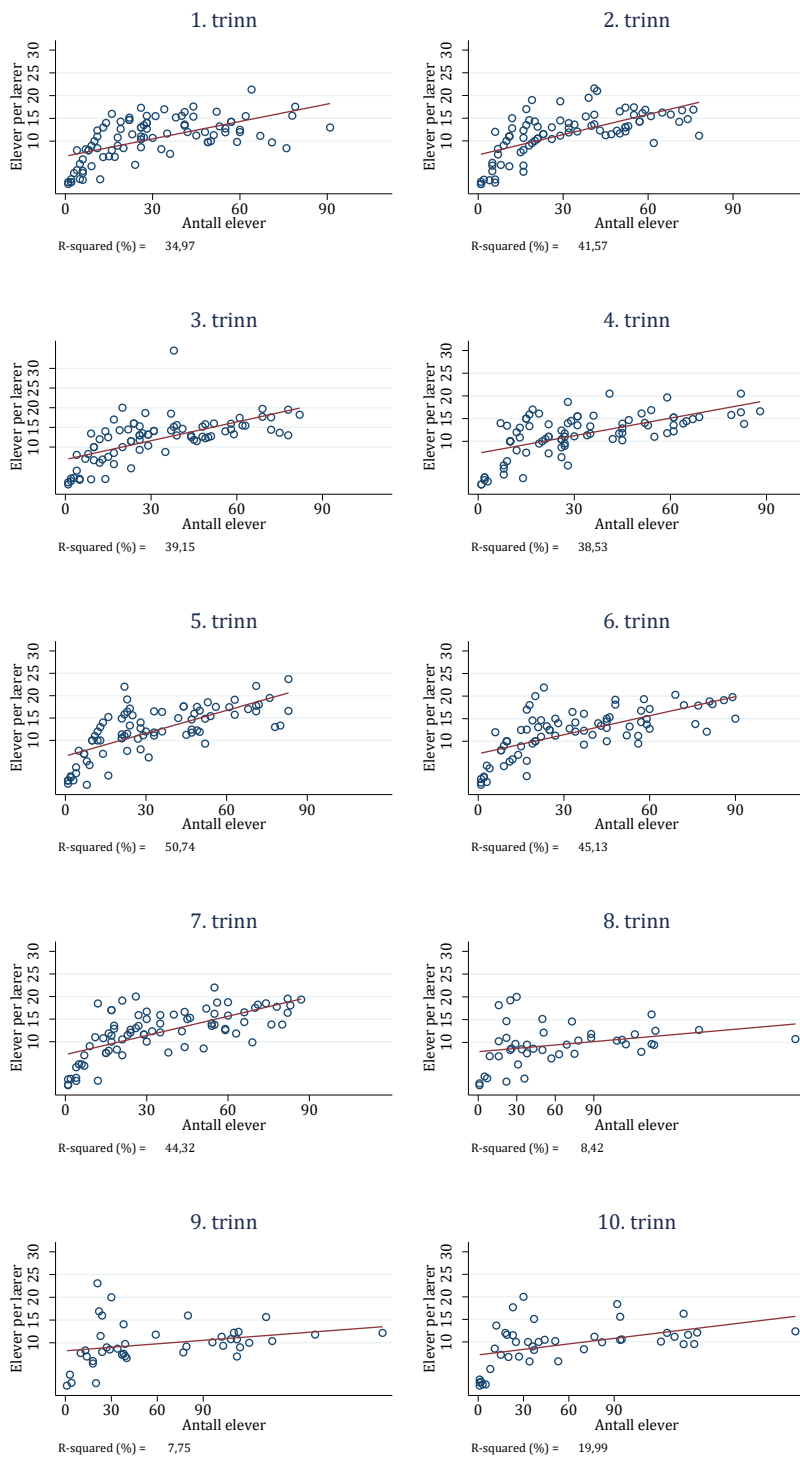 1. trinn
Elever per lærer
10 15 20 25 30
0 30 60 90
Antall elever
R-squared (%) = 34,97
2. trinn
Elever per lærer
10 15 20 25 30
0 30 60 90
Antall elever
R-squared (%) = 41,57
3. trinn
Elever per lærer
10 15 20 25 30
0 30 60 90
Antall elever
R-squared (%) = 39,15
4. trinn
Elever per lærer
10 15 20 25 30
0 30 60 90
Antall elever
R-squared (%) = 38,53
5. trinn
Elever per lærer
10 15 20 25 30
0 30 60 90
Antall elever
R-squared (%) = 50,74
6. trinn
Elever per lærer
10 15 20 25 30
0 30 60 90
Antall elever
R-squared (%) = 45,13
7. trinn
Elever per lærer
10 15 20 25 30
0 30 60 90
Antall elever
R-squared (%) = 44,32
8. trinn
Elever per lærer
10 15 20 25 30
0 30 60 90
Antall elever
R-squared (%) = 8,42
9. trinn
Elever per lærer
10 15 20 25 30
0 30 60 90
Antall elever
R-squared (%) = 7,75
10. trinn
Elever per lærer
10 15 20 25 30
0 30 60 90
Antall elever
R-squared (%) = 19,99